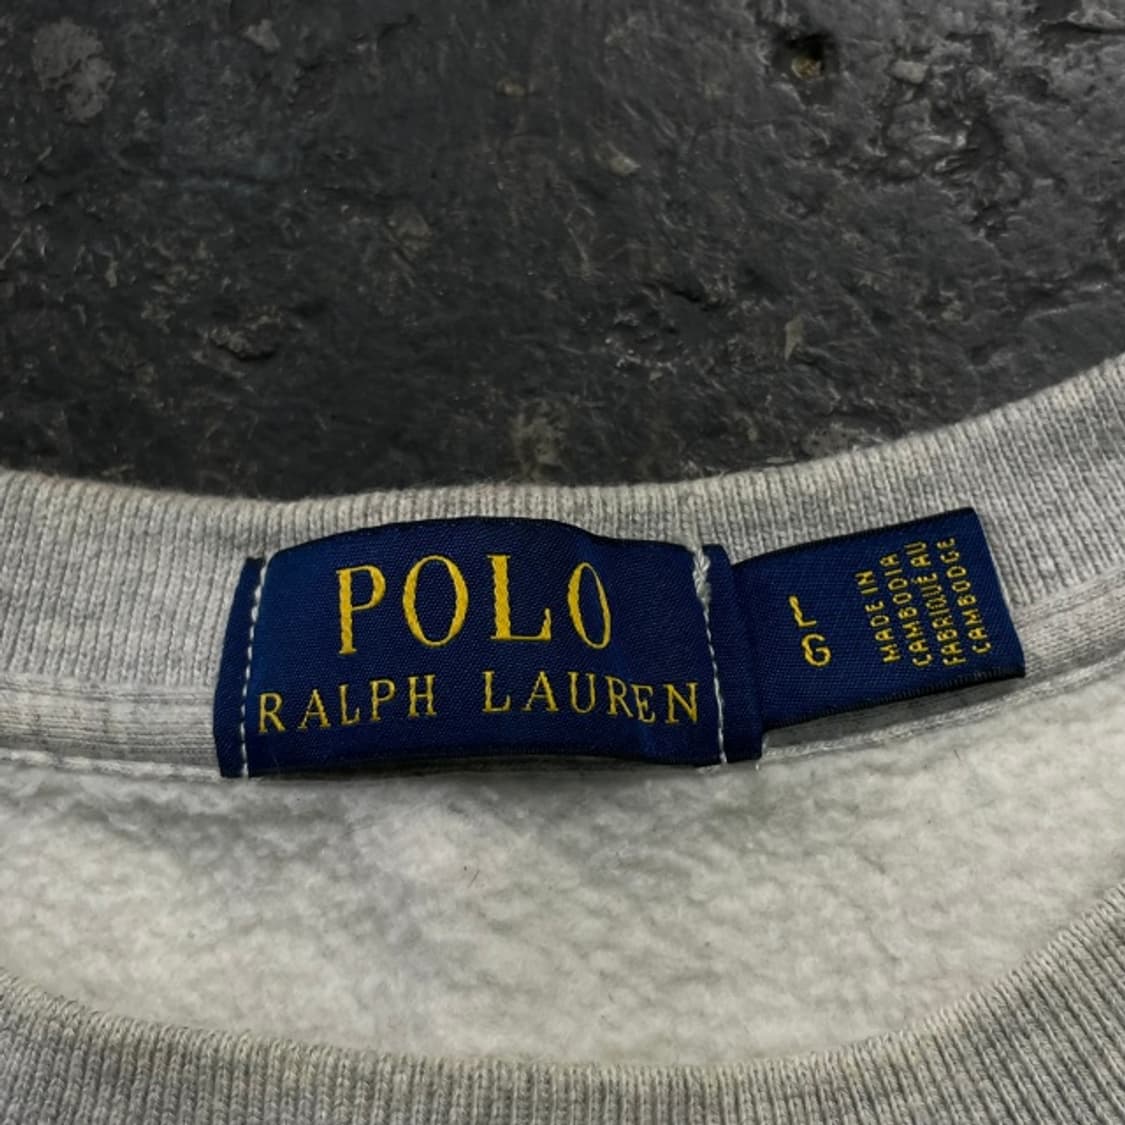 POLO
RALPH LAUREN
L
G
MADE IN
CAMBODIA
FABRIQUÉ AU
CAMBODGE